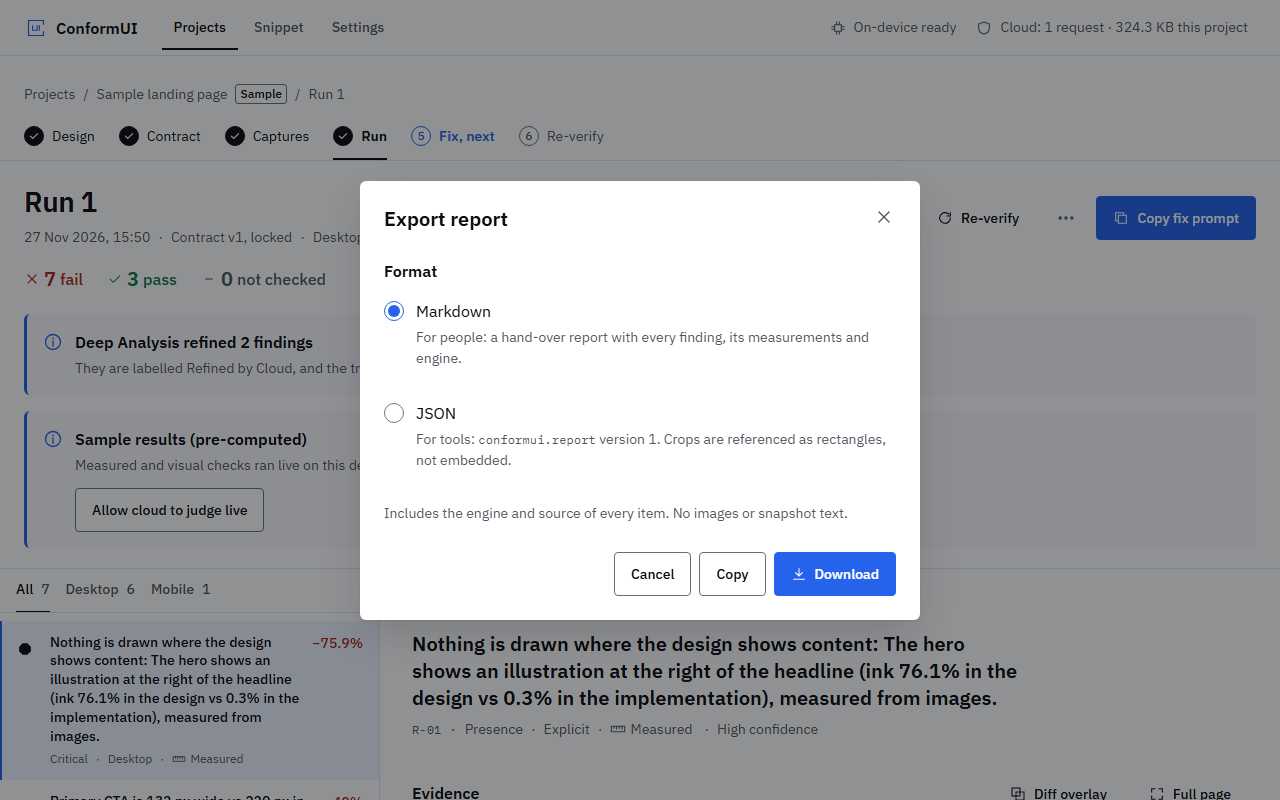 UI ConformUI Projects Snippet Settings On-device ready Cloud: 1 request · 324.3 KB this project
Projects / Sample landing page Sample / Run 1
Design Contract Captures Run 5 Fix, next 6 Re-verify
Run 1
27 Nov 2026, 15:50 · Contract v1, locked · Desktop
Re-verify ··· Copy fix prompt
7 fail 3 pass – 0 not checked
Deep Analysis refined 2 findings
They are labelled Refined by Cloud, and the
Sample results (pre-computed)
Measured and visual checks ran live on this
Allow cloud to judge live
Export report
Format
Markdown
For people: a hand-over report with every finding, its measurements and
engine.
JSON
For tools: conformui.report version 1. Crops are referenced as rectangles,
not embedded.
Includes the engine and source of every item. No images or snapshot text.
Cancel Copy Download
All 7 Desktop 6 Mobile 1
Nothing is drawn where the design −75.9%
shows content: The hero shows an
illustration at the right of the headline
(ink 76.1% in the design vs 0.3% in the
implementation), measured from
images.
Critical · Desktop · Measured
Nothing is drawn where the design shows content: The hero
shows an illustration at the right of the headline (ink 76.1% in the
design vs 0.3% in the implementation), measured from images.
R-01 · Presence · Explicit · Measured · High confidence
Evidence Diff overlay Full page